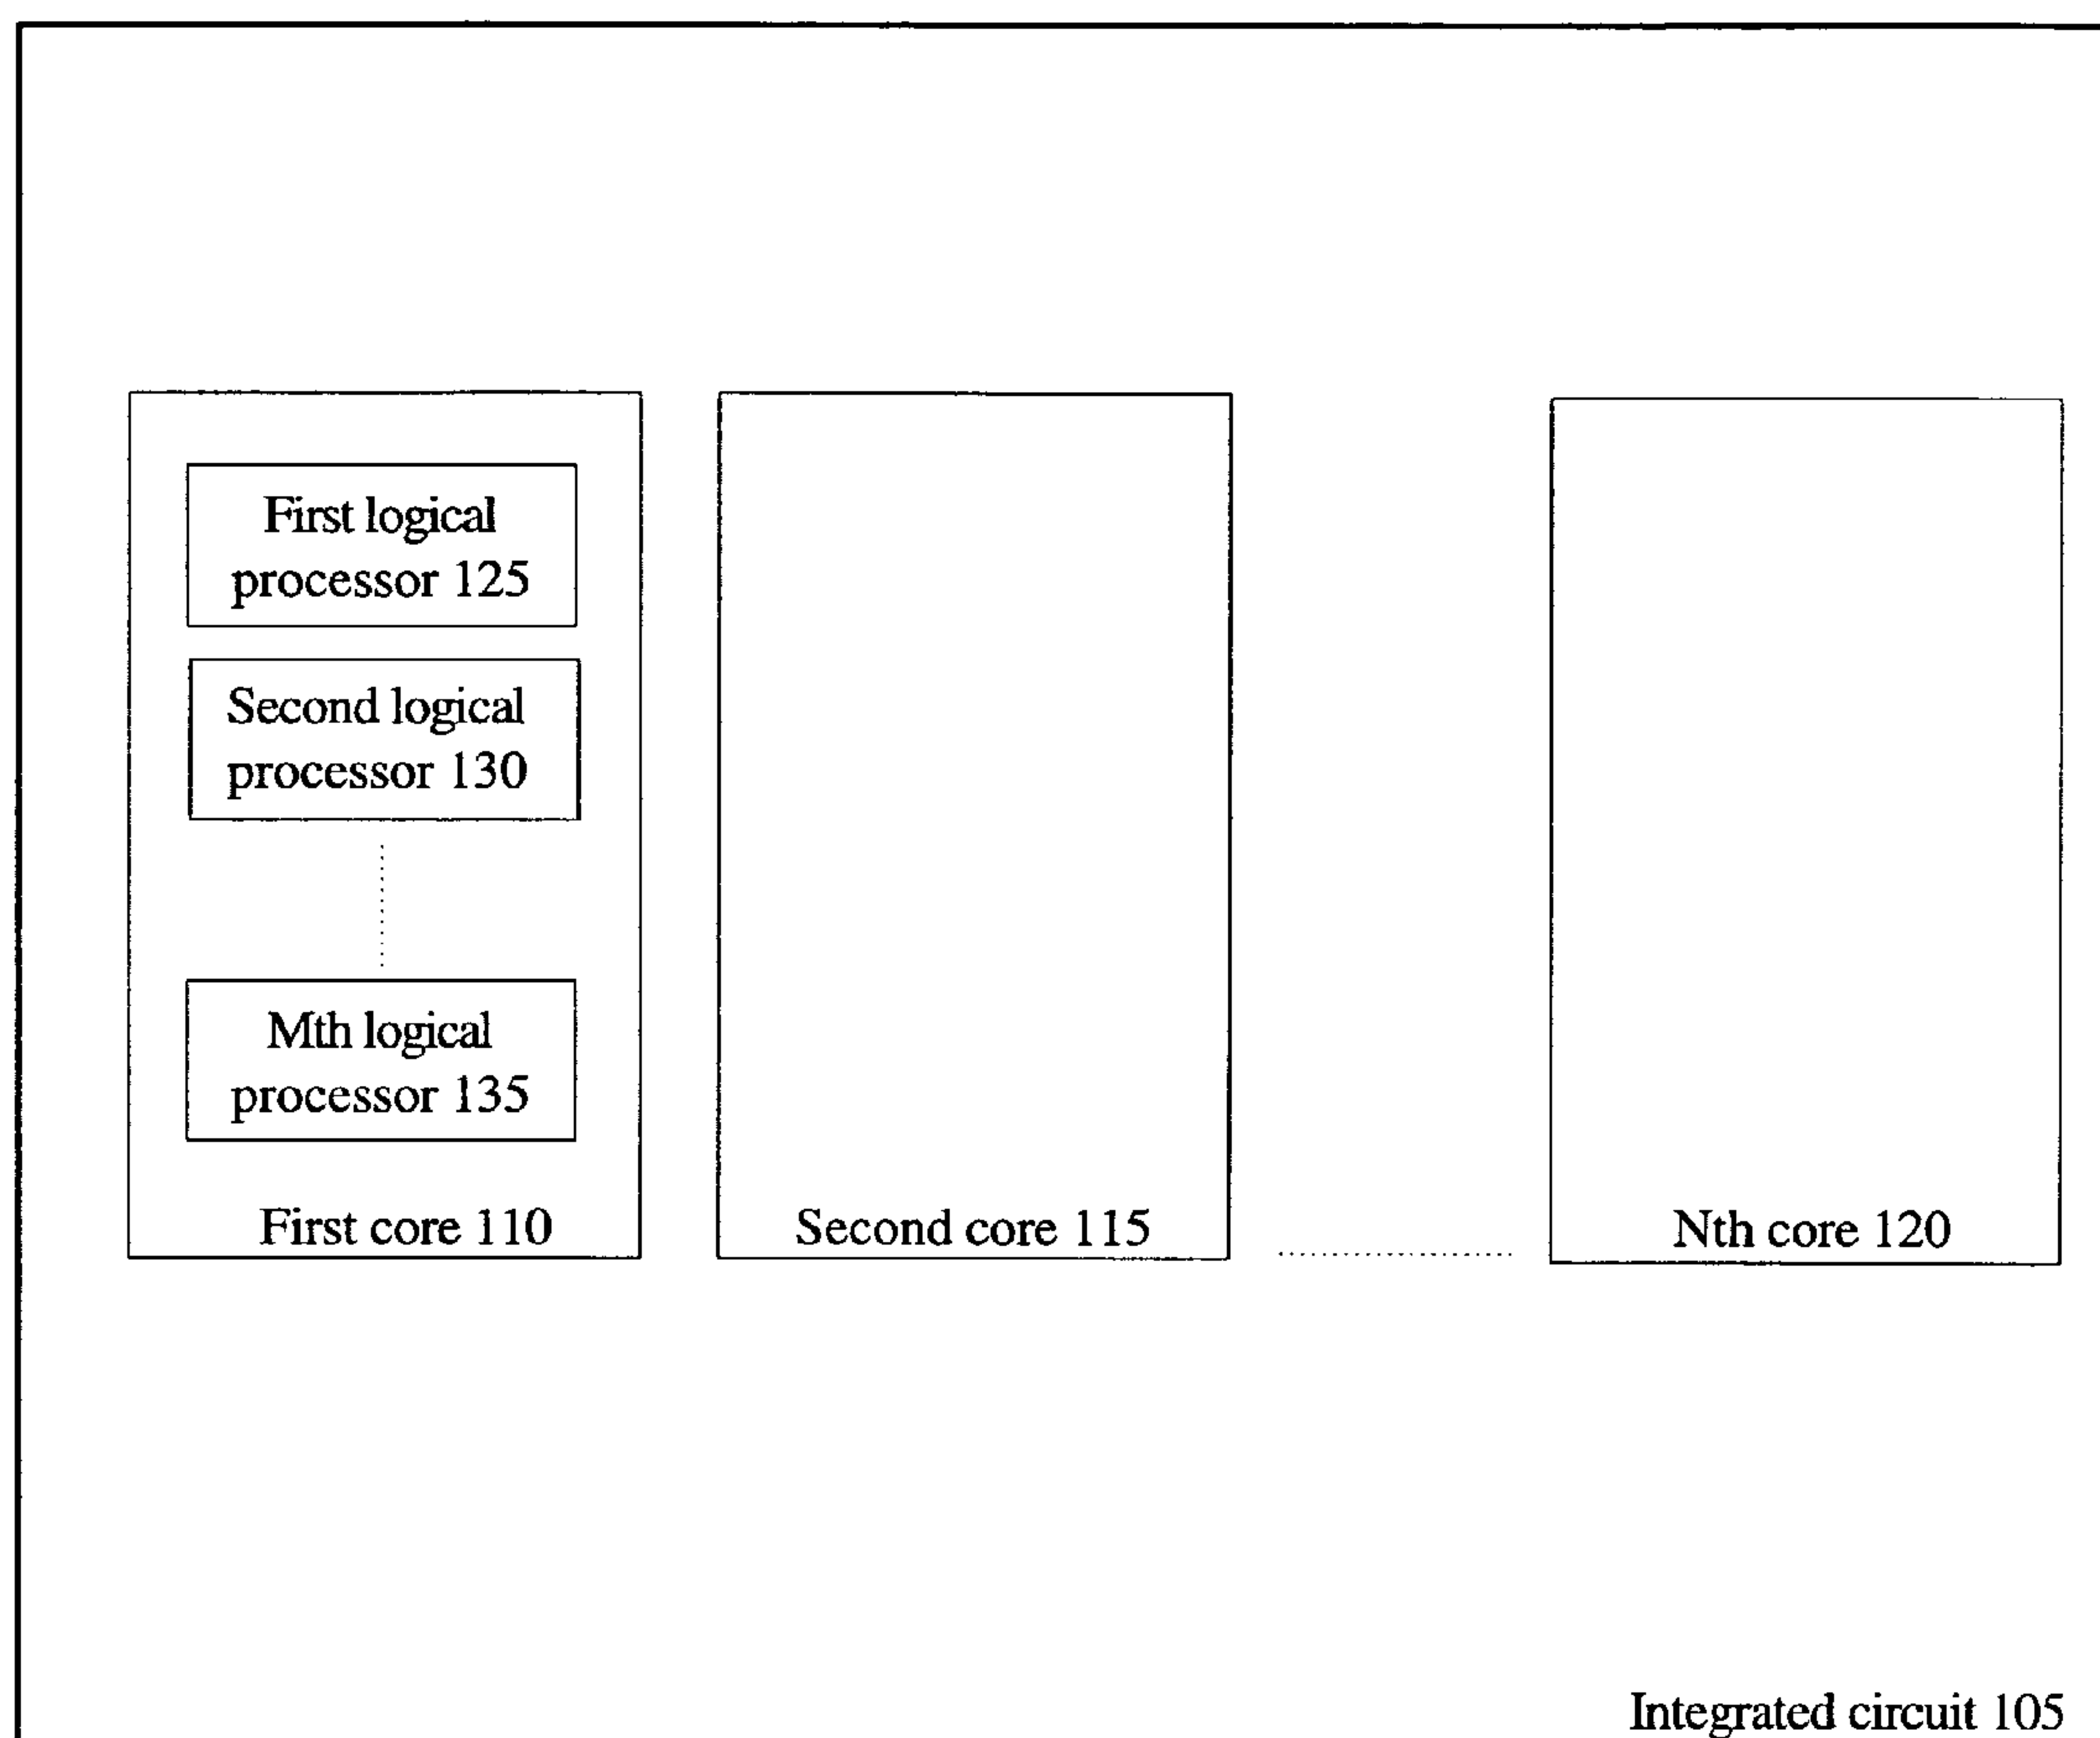 First logical
processor 125
Second logical
processor 130
Mth logical
processor 135
First core 110
Second core 115
Nth core 120
Integrated circuit 105